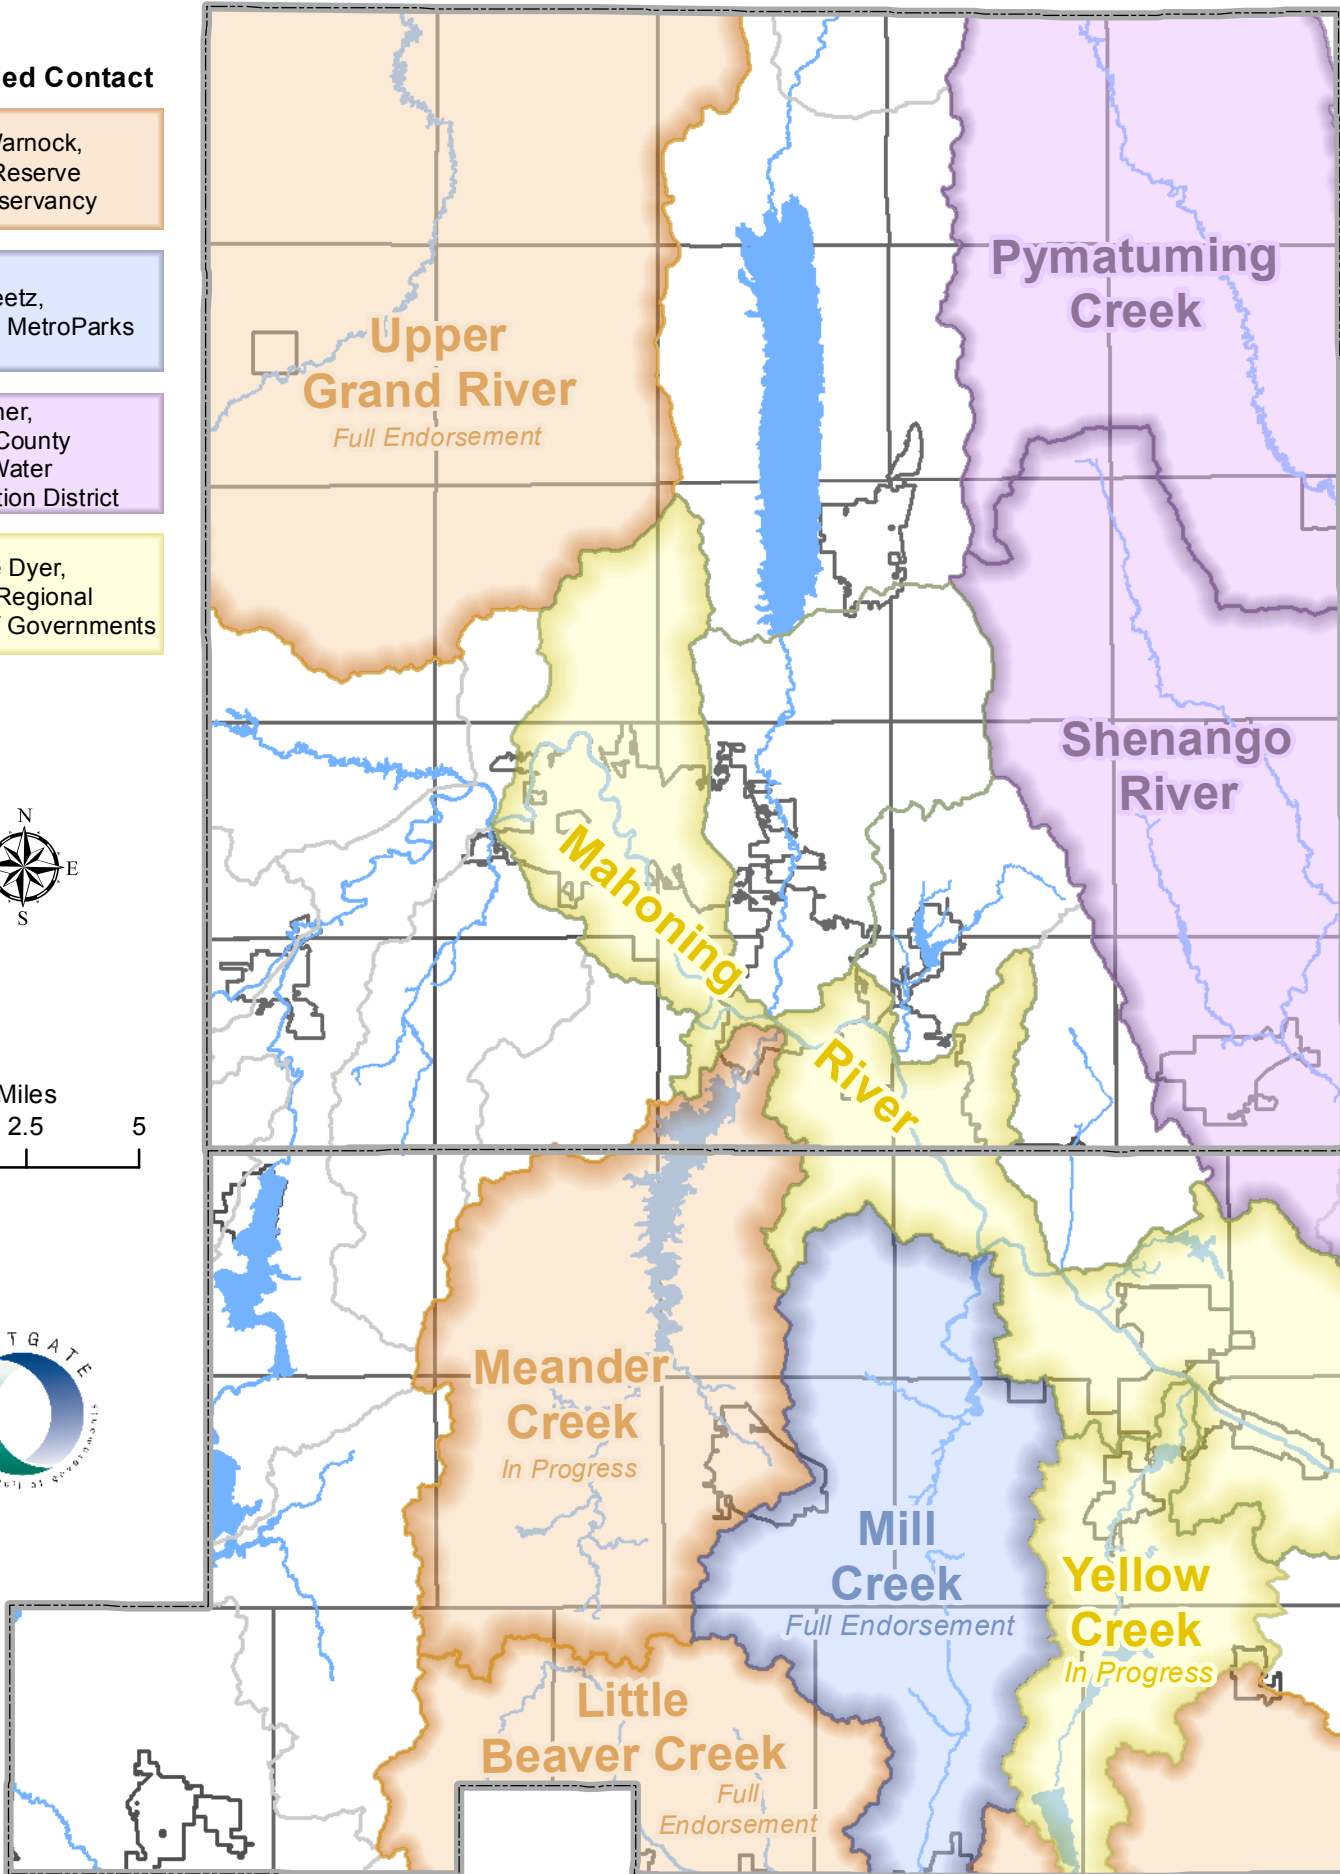 ed Contact
Warnock,
Reserve
servancy
eetz,
MetroParks
ner,
County
Water
tion District
Dyer,
Regional
Governments
N
E
S
Miles
2.5 5
TGATE
Upper
Grand River
Full Endorsement
Pymatuming
Creek
Shenango
River
Mahoning
River
Meander
Creek
In Progress
Mill
Creek
Full Endorsement
Yellow
Creek
In Progress
Little
Beaver Creek
Full
Endorsement